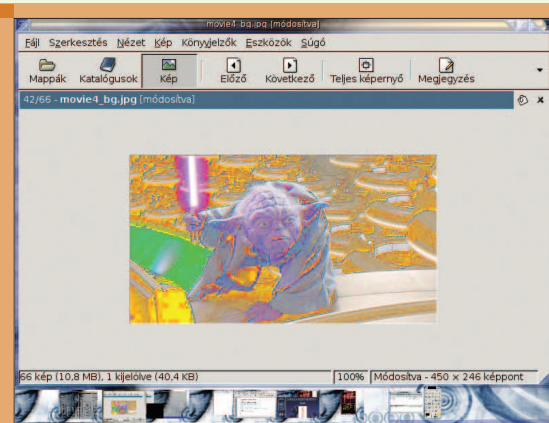 movie4_bg.jpg [módosítva]
Fájl Szerkesztés Nézet Kép Könyvjelzők Eszközök Súgó
Mappák Katalógusok Kép Előző Következő Teljes képernyő Megjegyzés
42/66 - movie4_bg.jpg [módosítva]
66 kép (10,8 MB), 1 kijelölve (40,4 KB) 100% Módosítva - 450 × 246 képpont